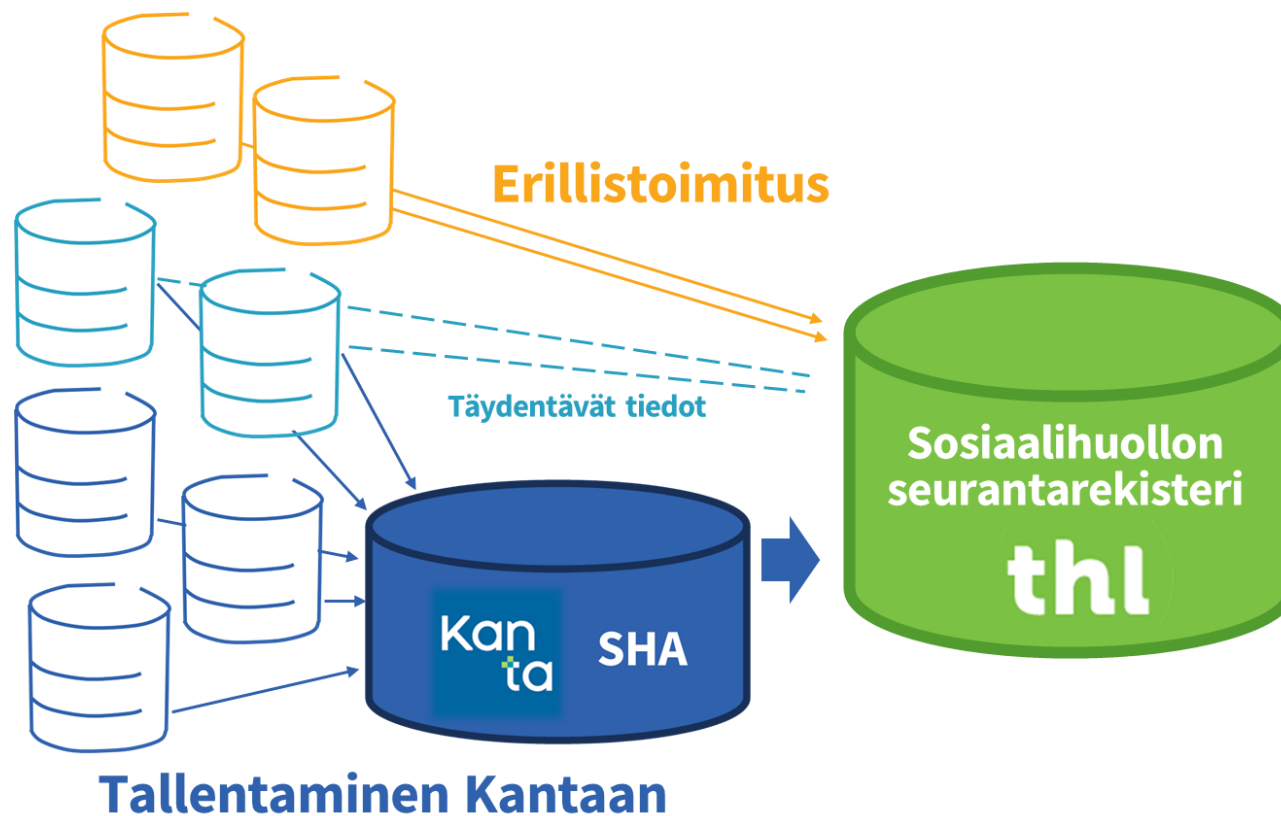 Erillistoimitus
Täydentävät tiedot
Sosiaalihuollon
seurantarekisteri
thl
Kan
ta
SHA
Tallentaminen Kantaan